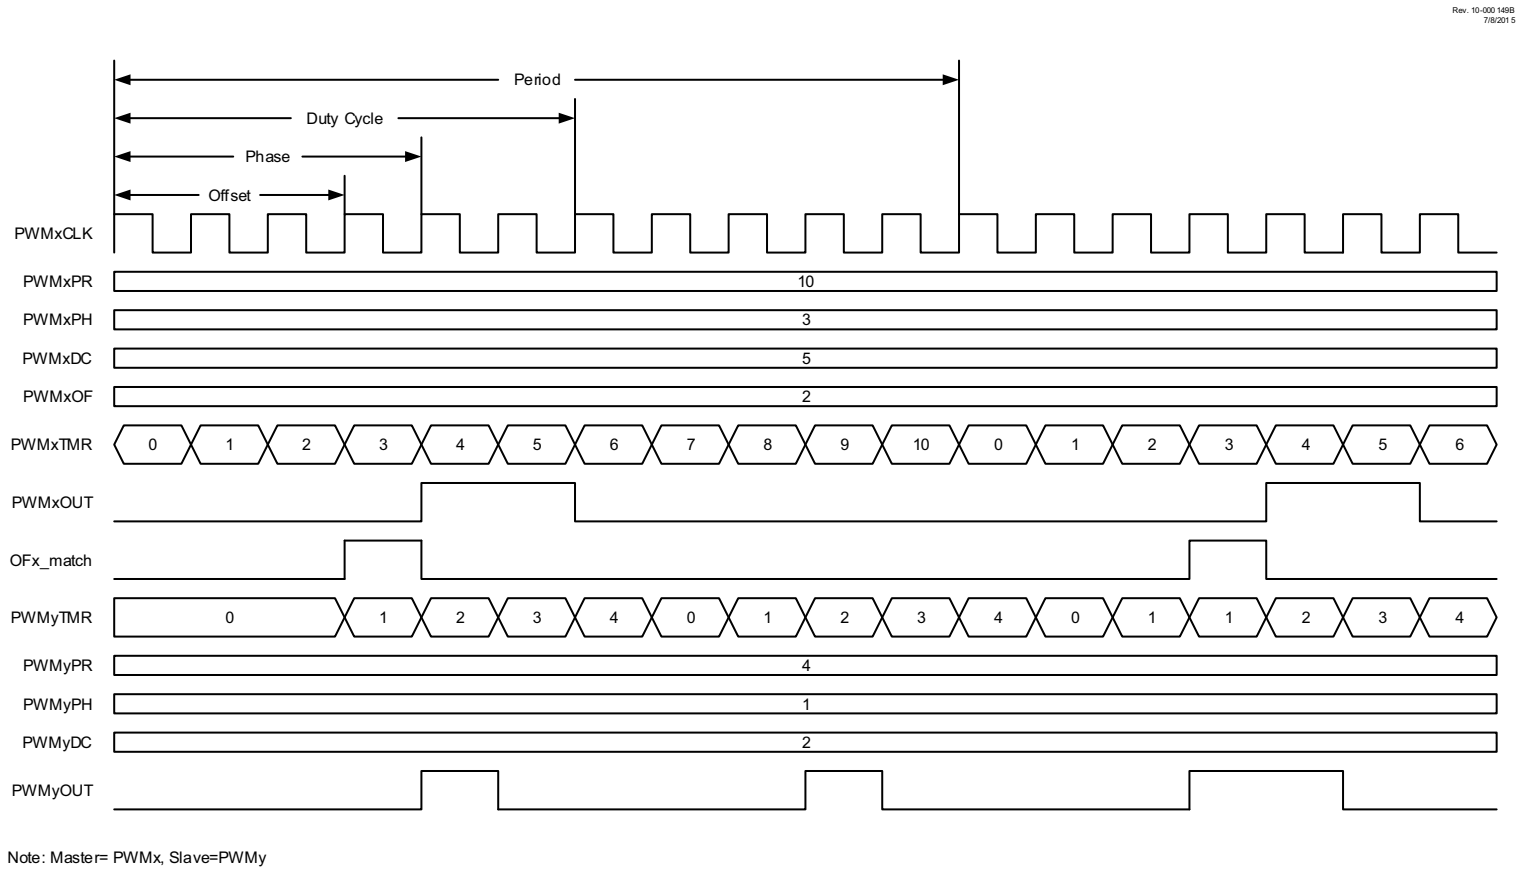 Rev. 10-000149B
7/8/2015
Period
Duty Cycle
Phase
Offset
PWMxCLK
PWMxPR 10
PWMxPH 3
PWMxDC 5
PWMxOF 2
PWMxTMR 0 1 2 3 4 5 6 7 8 9 10 0 1 2 3 4 5 6
PWMxOUT
OFx_match
PWMyTMR 0 1 2 3 4 0 1 2 3 4 0 1 1 2 3 4
PWMyPR 4
PWMyPH 1
PWMyDC 2
PWMyOUT
Note: Master= PWMx, Slave=PWMy